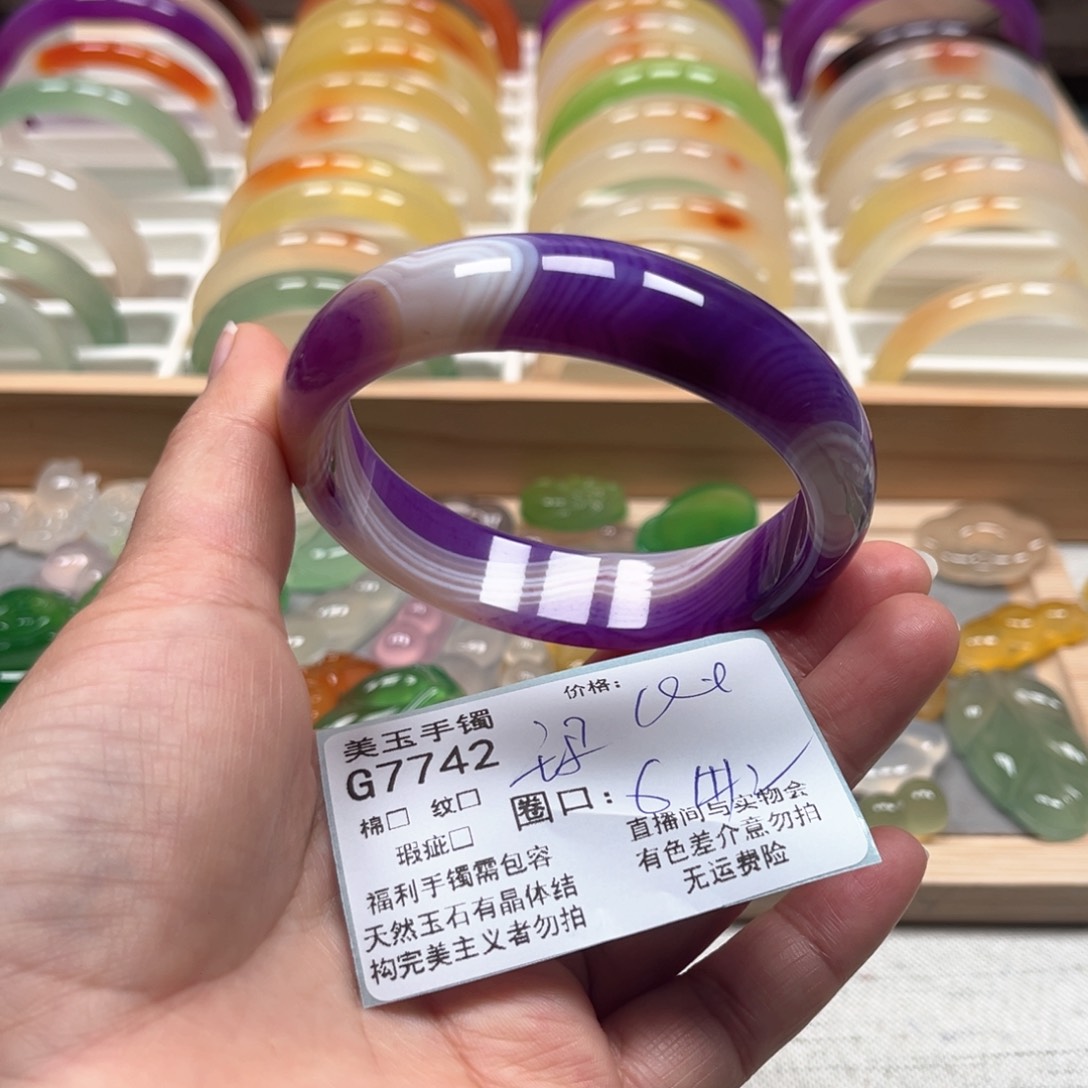 价格：
美玉手镯
G7742
棉□ 纹□
圈口：6
瑕疵□
直播间与实物会
有色差介意勿拍
无运费险
福利手镯需包容
天然玉石有晶体结
构完美主义者勿拍